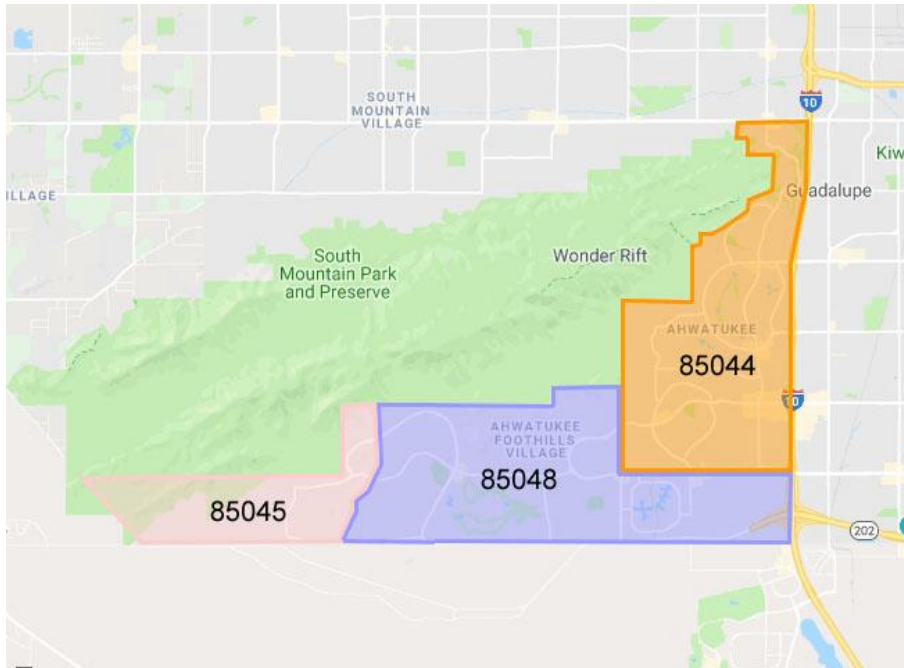 SOUTH
MOUNTAIN
VILLAGE
10
Kiw
ILLAGE
Guadalupe
South
Mountain Park
and Preserve
Wonder Rift
AHWATUKEE
85044
10
AHWATUKEE
FOOTHILLS
VILLAGE
85048
85045
202